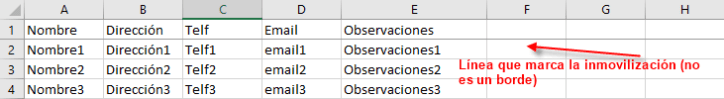 A B C D E F G H
1 Nombre Dirección Telf Email Observaciones
2 Nombre1 Dirección1 Telf1 email1 Observaciones1
3 Nombre2 Dirección2 Telf2 email2 Observaciones2
4 Nombre3 Dirección3 Telf3 email3 Observaciones3
Línea que marca la inmovilización (no
es un borde)